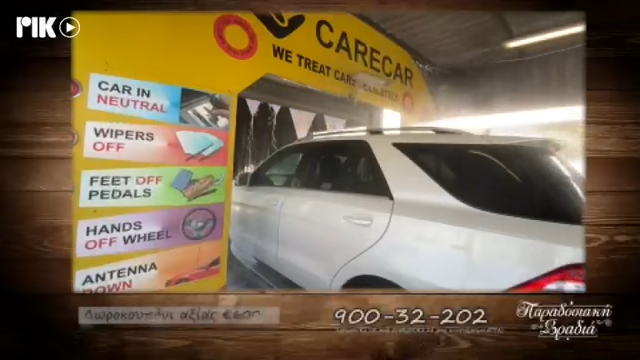 ΡΙΚ
CARECAR
WE TREAT CARS
CAR IN
NEUTRAL
WIPERS
OFF
FEET OFF
PEDALS
HANDS
OFF WHEEL
ANTENNA
DOWN
Δωροκουπόνι αξίας
900-32-202
Παραδοσιακή
Βραδιά